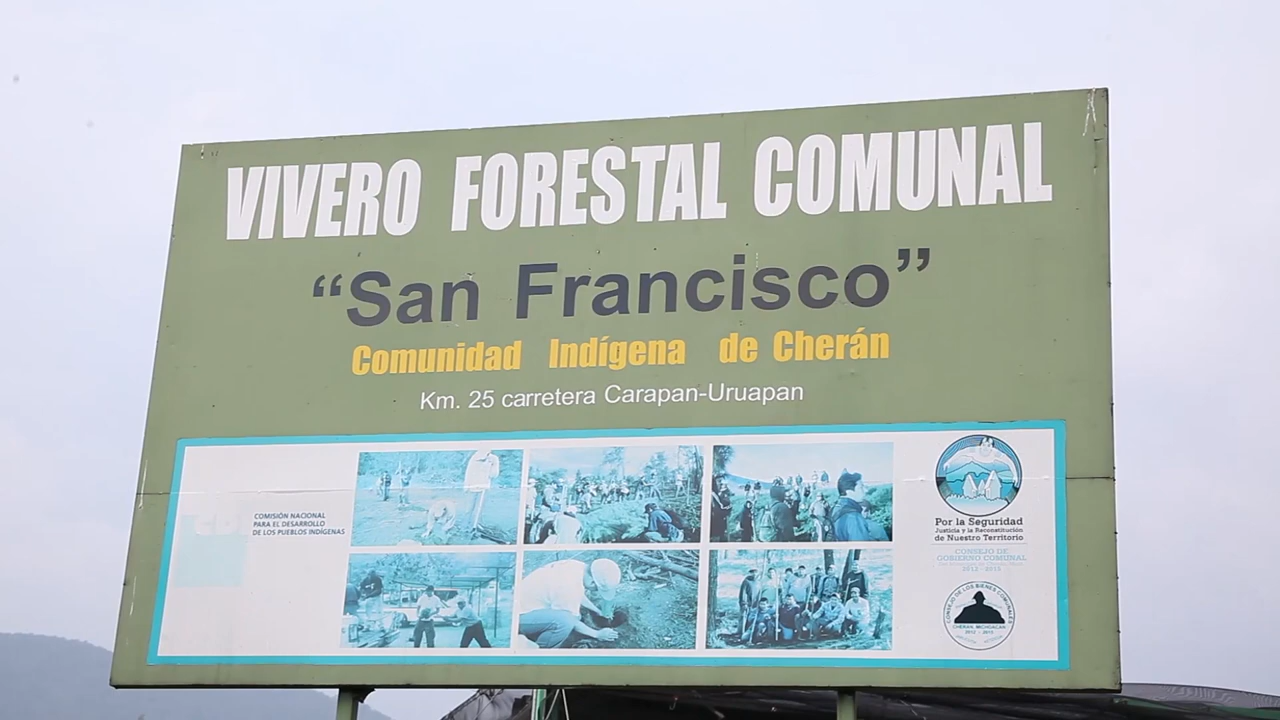 VIVERO FORESTAL COMUNAL
“San Francisco”
Comunidad Indígena de Cherán
Km. 25 carretera Carapan-Uruapan
COMISIÓN NACIONAL
PARA EL DESARROLLO
DE LOS PUEBLOS INDÍGENAS
Por la Seguridad
Justicia y la Reconstitución
de Nuestro Territorio
CONSEJO DE
GOBIERNO COMUNAL
2012 - 2015
CONSEJO DE LOS BIENES COMUNALES
CHERÁN, MICHOACÁN
2012 - 2015